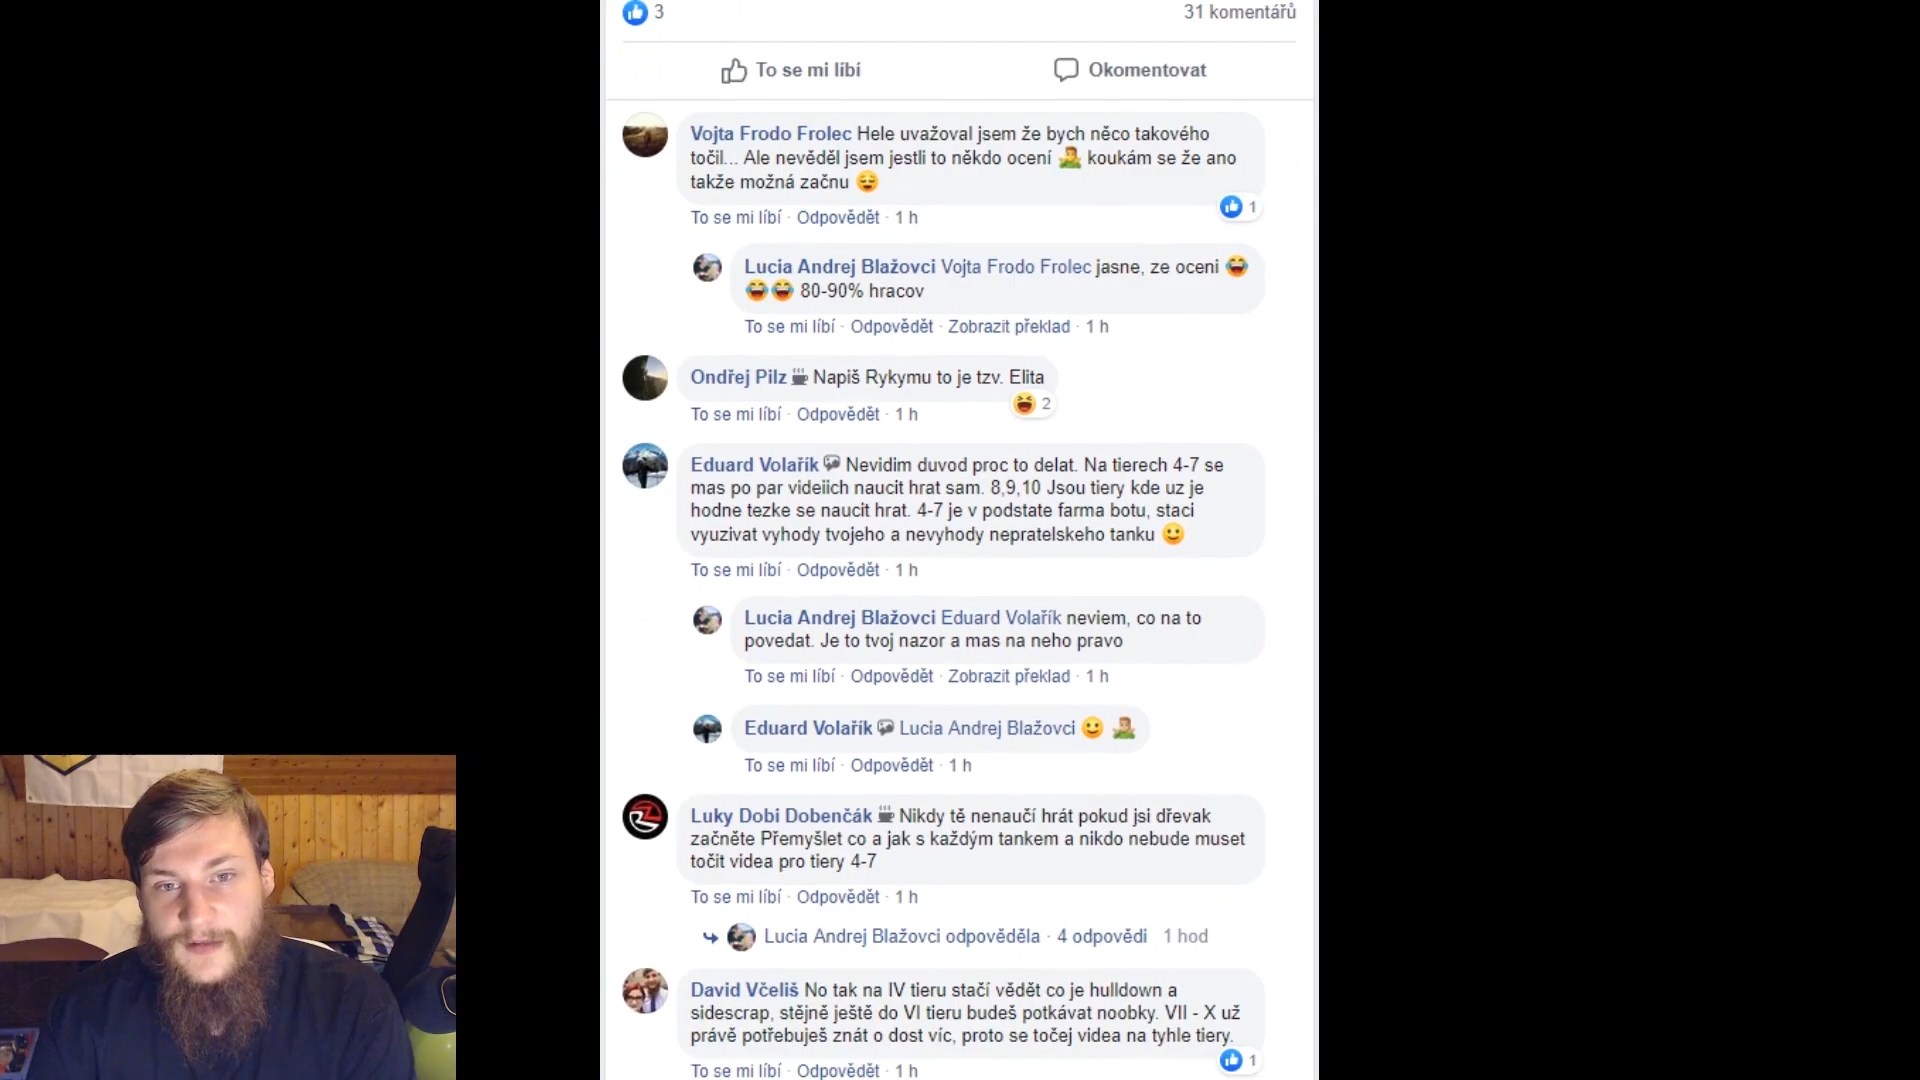 3
31 komentářů
To se mi líbí
Okomentovat
Vojta Frodo Frolec Hele uvažoval jsem že bych něco takového
točil... Ale nevěděl jsem jestli to někdo ocení 🤷 koukám se že ano
takže možná začnu 😌
1
To se mi líbí · Odpovědět · 1 h
Lucia Andrej Blažovci Vojta Frodo Frolec jasne, ze oceni 😂
😂😂 80-90% hracov
To se mi líbí · Odpovědět · Zobrazit překlad · 1 h
Ondřej Pilz Napiš Rykymu to je tzv. Elita
2
To se mi líbí · Odpovědět · 1 h
Eduard Volařík Nevidim duvod proc to delat. Na tierech 4-7 se
mas po par videiich naucit hrat sam. 8,9,10 Jsou tiery kde uz je
hodne tezke se naucit hrat. 4-7 je v podstate farma botu, staci
vyuzivat vyhody tvojeho a nevyhody nepratelskeho tanku 🙂
To se mi líbí · Odpovědět · 1 h
Lucia Andrej Blažovci Eduard Volařík neviem, co na to
povedat. Je to tvoj nazor a mas na neho pravo
To se mi líbí · Odpovědět · Zobrazit překlad · 1 h
Eduard Volařík Lucia Andrej Blažovci 🙂 🤷
To se mi líbí · Odpovědět · 1 h
Luky Dobi Dobenčák Nikdy tě nenaučí hrát pokud jsi dřevak
začněte Přemyšlet co a jak s každým tankem a nikdo nebude muset
točit videa pro tiery 4-7
To se mi líbí · Odpovědět · 1 h
Lucia Andrej Blažovci odpověděla · 4 odpovědi 1 hod
David Včeliš No tak na IV tieru stačí vědět co je hulldown a
sidescrap, stějně ještě do VI tieru budeš potkávat noobky. VII - X už
právě potřebuješ znát o dost víc, proto se točej videa na tyhle tiery.
1
To se mi líbí · Odpovědět · 1 h